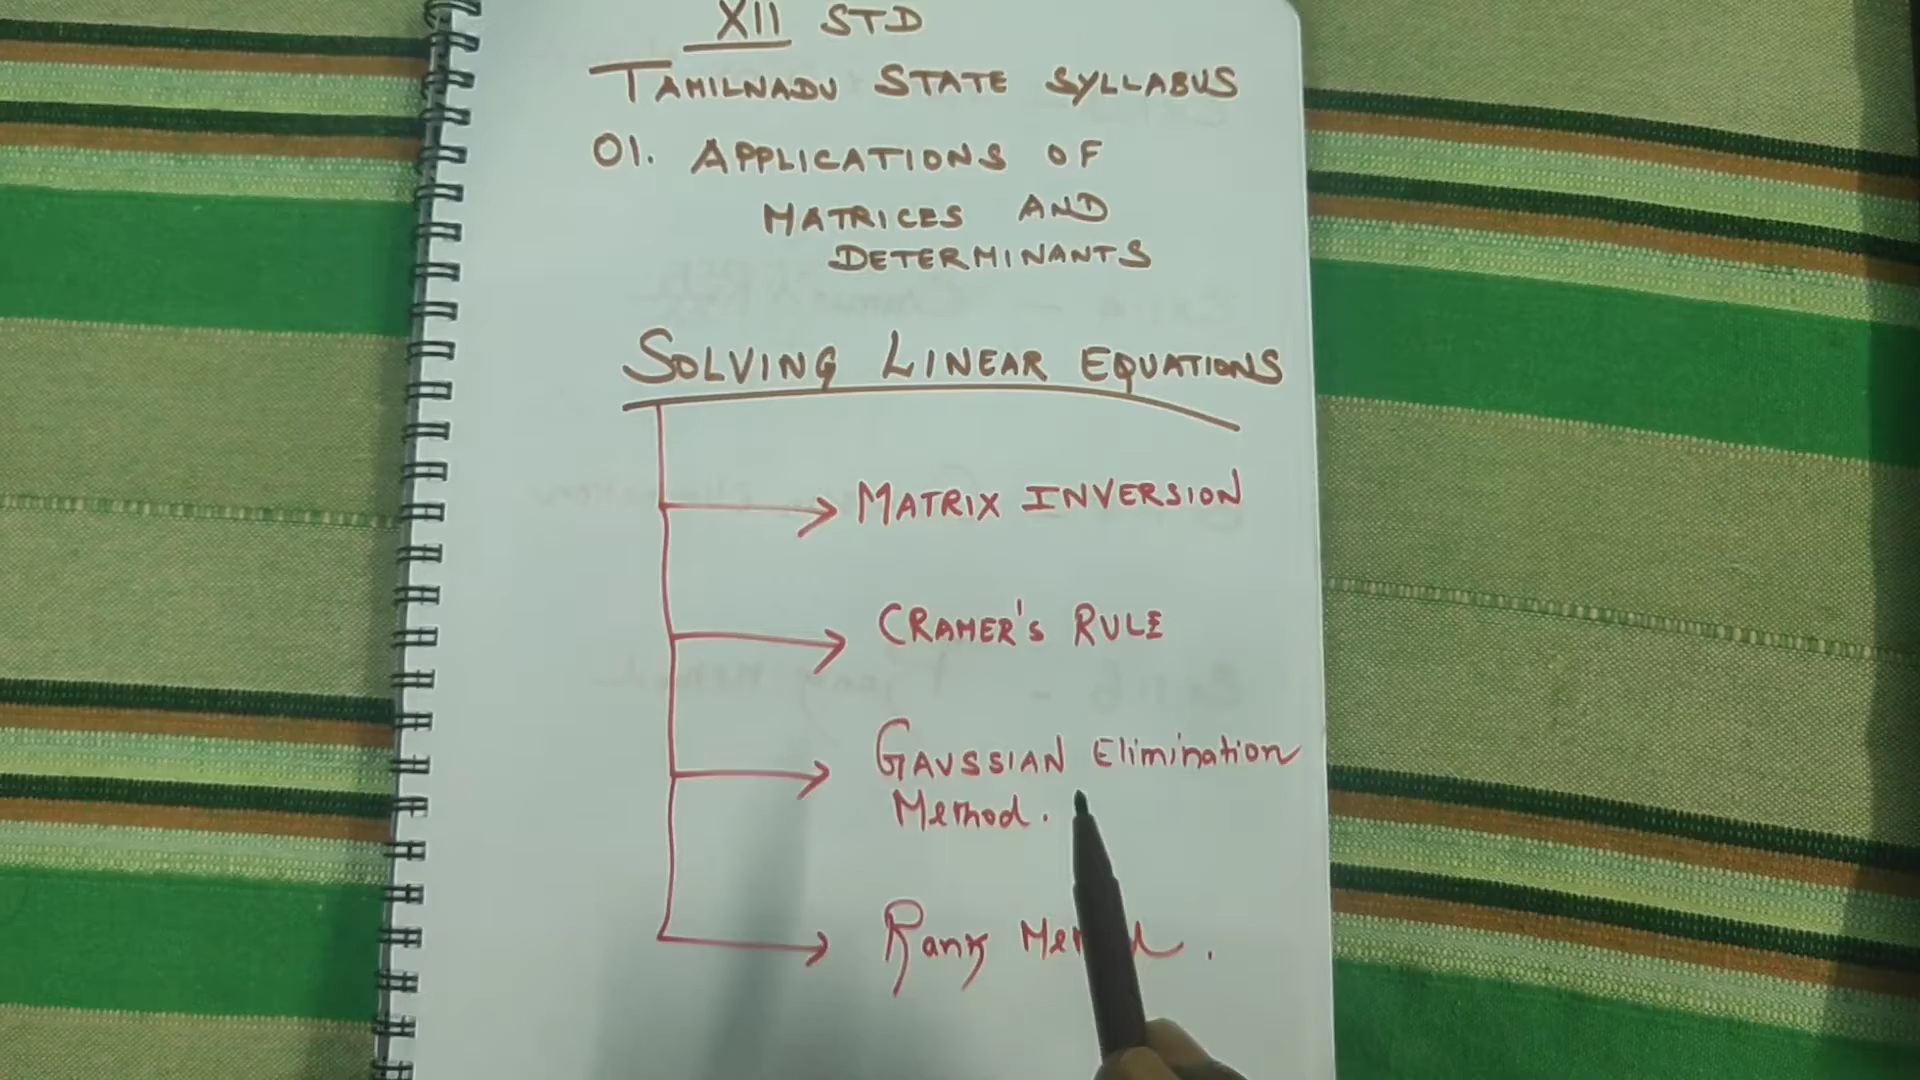 XII STD
TAMILNADU STATE SYLLABUS
01. APPLICATIONS OF
MATRICES AND
DETERMINANTS
SOLVING LINEAR EQUATIONS
MATRIX INVERSION
CRAMER'S RULE
GAUSSIAN Elimination
Method.
Rank